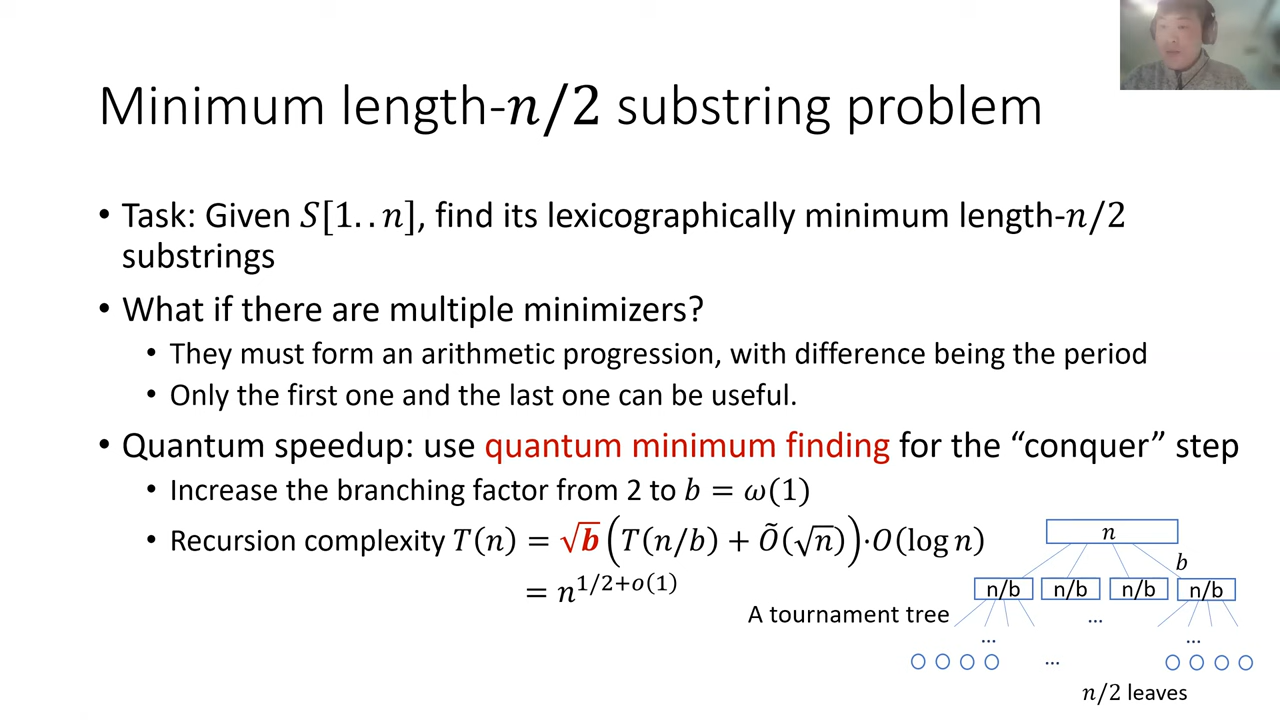 Minimum length-n/2 substring problem
• Task: Given S[1..n], find its lexicographically minimum length-n/2
substrings
• What if there are multiple minimizers?
• They must form an arithmetic progression, with difference being the period
• Only the first one and the last one can be useful.
• Quantum speedup: use quantum minimum finding for the “conquer” step
• Increase the branching factor from 2 to b = ω(1)
• Recursion complexity T(n) = √b (T(n/b) + Õ(√n))·O(log n)
= n^{1/2+o(1)}
n
b
n/b n/b n/b n/b
A tournament tree
...
... ...
...
n/2 leaves